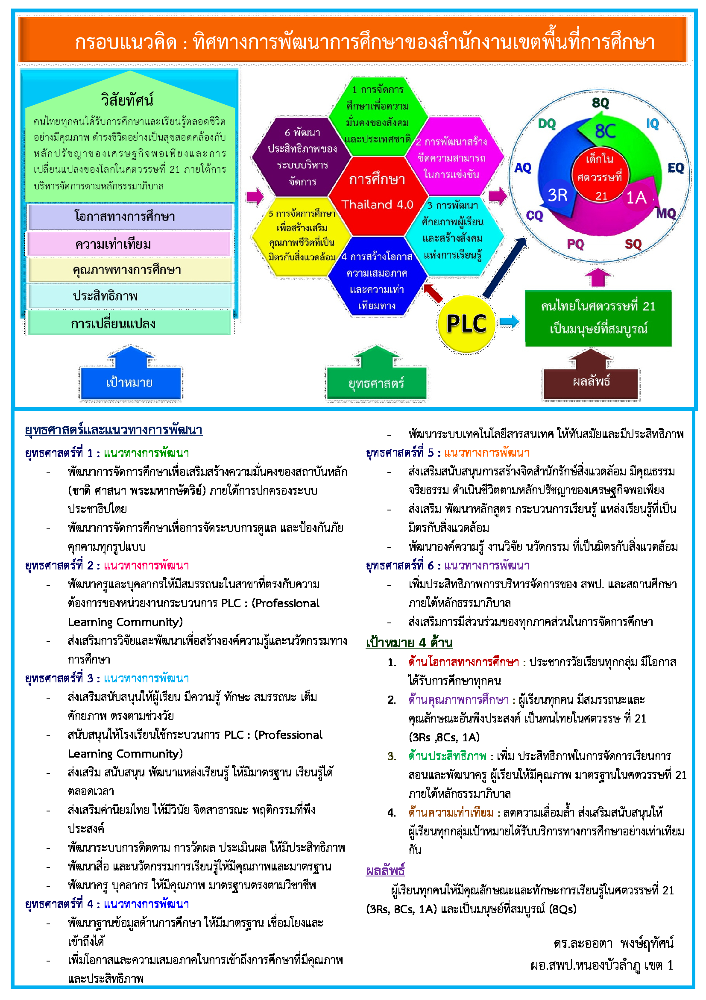 กรอบแนวคิด : ทิศทางการพัฒนาการศึกษาของสำนักงานเขตพื้นที่การศึกษา
วิสัยทัศน์
คนไทยทุกคนได้รับการศึกษาและเรียนรู้ตลอดชีวิต
อย่างมีคุณภาพ ดำรงชีวิตอย่างเป็นสุขสอดคล้องกับ
หลักปรัชญาของเศรษฐกิจพอเพียงและการ
เปลี่ยนแปลงของโลกในศตวรรษที่ 21 ภายใต้การ
บริหารจัดการตามหลักธรรมาภิบาล
โอกาสทางการศึกษา
ความเท่าเทียม
คุณภาพทางการศึกษา
ประสิทธิภาพ
การเปลี่ยนแปลง
เป้าหมาย
1 การจัดการ
ศึกษาเพื่อความ
มั่นคงของสังคม
และประเทศชาติ
6 พัฒนา
ประสิทธิภาพของ
ระบบบริหาร
จัดการ
2 การพัฒนาสร้าง
ขีดความสามารถ
ในการแข่งขัน
การศึกษา
Thailand 4.0
5 การจัดการศึกษา
เพื่อสร้างเสริม
คุณภาพชีวิตที่เป็น
มิตรกับสิ่งแวดล้อม
3 การพัฒนา
ศักยภาพผู้เรียน
และสร้างสังคม
แห่งการเรียนรู้
4 การสร้างโอกาส
ความเสมอภาค
และความเท่า
เทียมทาง
PLC
ยุทธศาสตร์
8Q
DQ
IQ
8C
AQ
EQ
เด็กใน
ศตวรรษที่
21
3R
1A
CQ
MQ
PQ
SQ
คนไทยในศตวรรษที่ 21
เป็นมนุษย์ที่สมบูรณ์
ผลลัพธ์
ยุทธศาสตร์และแนวทางการพัฒนา
ยุทธศาสตร์ที่ 1 : แนวทางการพัฒนา
- พัฒนาการจัดการศึกษาเพื่อเสริมสร้างความมั่นคงของสถาบันหลัก
(ชาติ ศาสนา พระมหากษัตริย์) ภายใต้การปกครองระบบ
ประชาธิปไตย
- พัฒนาการจัดการศึกษาเพื่อการจัดระบบการดูแล และป้องกันภัย
คุกคามทุกรูปแบบ
ยุทธศาสตร์ที่ 2 : แนวทางการพัฒนา
- พัฒนาครูและบุคลากรให้มีสมรรถนะในสาขาที่ตรงกับความ
ต้องการของหน่วยงานกระบวนการ PLC : (Professional
Learning Community)
- ส่งเสริมการวิจัยและพัฒนาเพื่อสร้างองค์ความรู้และนวัตกรรมทาง
การศึกษา
ยุทธศาสตร์ที่ 3 : แนวทางการพัฒนา
- ส่งเสริมสนับสนุนให้ผู้เรียน มีความรู้ ทักษะ สมรรถนะ เต็ม
ศักยภาพ ตรงตามช่วงวัย
- สนับสนุนให้โรงเรียนใช้กระบวนการ PLC : (Professional
Learning Community)
- ส่งเสริม สนับสนุน พัฒนาแหล่งเรียนรู้ ให้มีมาตรฐาน เรียนรู้ได้
ตลอดเวลา
- ส่งเสริมค่านิยมไทย ให้มีวินัย จิตสาธารณะ พฤติกรรมที่พึง
ประสงค์
- พัฒนาระบบการติดตาม การวัดผล ประเมินผล ให้มีประสิทธิภาพ
- พัฒนาสื่อ และนวัตกรรมการเรียนรู้ให้มีคุณภาพและมาตรฐาน
- พัฒนาครู บุคลากร ให้มีคุณภาพ มาตรฐานตรงตามวิชาชีพ
ยุทธศาสตร์ที่ 4 : แนวทางการพัฒนา
- พัฒนาฐานข้อมูลด้านการศึกษา ให้มีมาตรฐาน เชื่อมโยงและ
เข้าถึงได้
- เพิ่มโอกาสและความเสมอภาคในการเข้าถึงการศึกษาที่มีคุณภาพ
และประสิทธิภาพ
- พัฒนาระบบเทคโนโลยีสารสนเทศ ให้ทันสมัยและมีประสิทธิภาพ
ยุทธศาสตร์ที่ 5 : แนวทางการพัฒนา
- ส่งเสริมสนับสนุนการสร้างจิตสำนักรักษ์สิ่งแวดล้อม มีคุณธรรม
จริยธรรม ดำเนินชีวิตตามหลักปรัชญาของเศรษฐกิจพอเพียง
- ส่งเสริม พัฒนาหลักสูตร กระบวนการเรียนรู้ แหล่งเรียนรู้ที่เป็น
มิตรกับสิ่งแวดล้อม
- พัฒนาองค์ความรู้ งานวิจัย นวัตกรรม ที่เป็นมิตรกับสิ่งแวดล้อม
ยุทธศาสตร์ที่ 6 : แนวทางการพัฒนา
- เพิ่มประสิทธิภาพการบริหารจัดการของ สพป. และสถานศึกษา
ภายใต้หลักธรรมาภิบาล
- ส่งเสริมการมีส่วนร่วมของทุกภาคส่วนในการจัดการศึกษา
เป้าหมาย 4 ด้าน
1. ด้านโอกาสทางการศึกษา : ประชากรวัยเรียนทุกกลุ่ม มีโอกาส
ได้รับการศึกษาทุกคน
2. ด้านคุณภาพการศึกษา : ผู้เรียนทุกคน มีสมรรถนะและ
คุณลักษณะอันพึงประสงค์ เป็นคนไทยในศตวรรษ ที่ 21
(3Rs ,8Cs, 1A)
3. ด้านประสิทธิภาพ : เพิ่ม ประสิทธิภาพในการจัดการเรียนการ
สอนและพัฒนาครู ผู้เรียนให้มีคุณภาพ มาตรฐานในศตวรรษที่ 21
ภายใต้หลักธรรมาภิบาล
4. ด้านความเท่าเทียม : ลดความเลื่อมล้ำ ส่งเสริมสนับสนุนให้
ผู้เรียนทุกกลุ่มเป้าหมายได้รับบริการทางการศึกษาอย่างเท่าเทียม
กัน
ผลลัพธ์
ผู้เรียนทุกคนให้มีคุณลักษณะและทักษะการเรียนรู้ในศตวรรษที่ 21
(3Rs, 8Cs, 1A) และเป็นมนุษย์ที่สมบูรณ์ (8Qs)
ดร.ละออตา พงษ์ฤทัศน์
ผอ.สพป.หนองบัวลำภู เขต 1